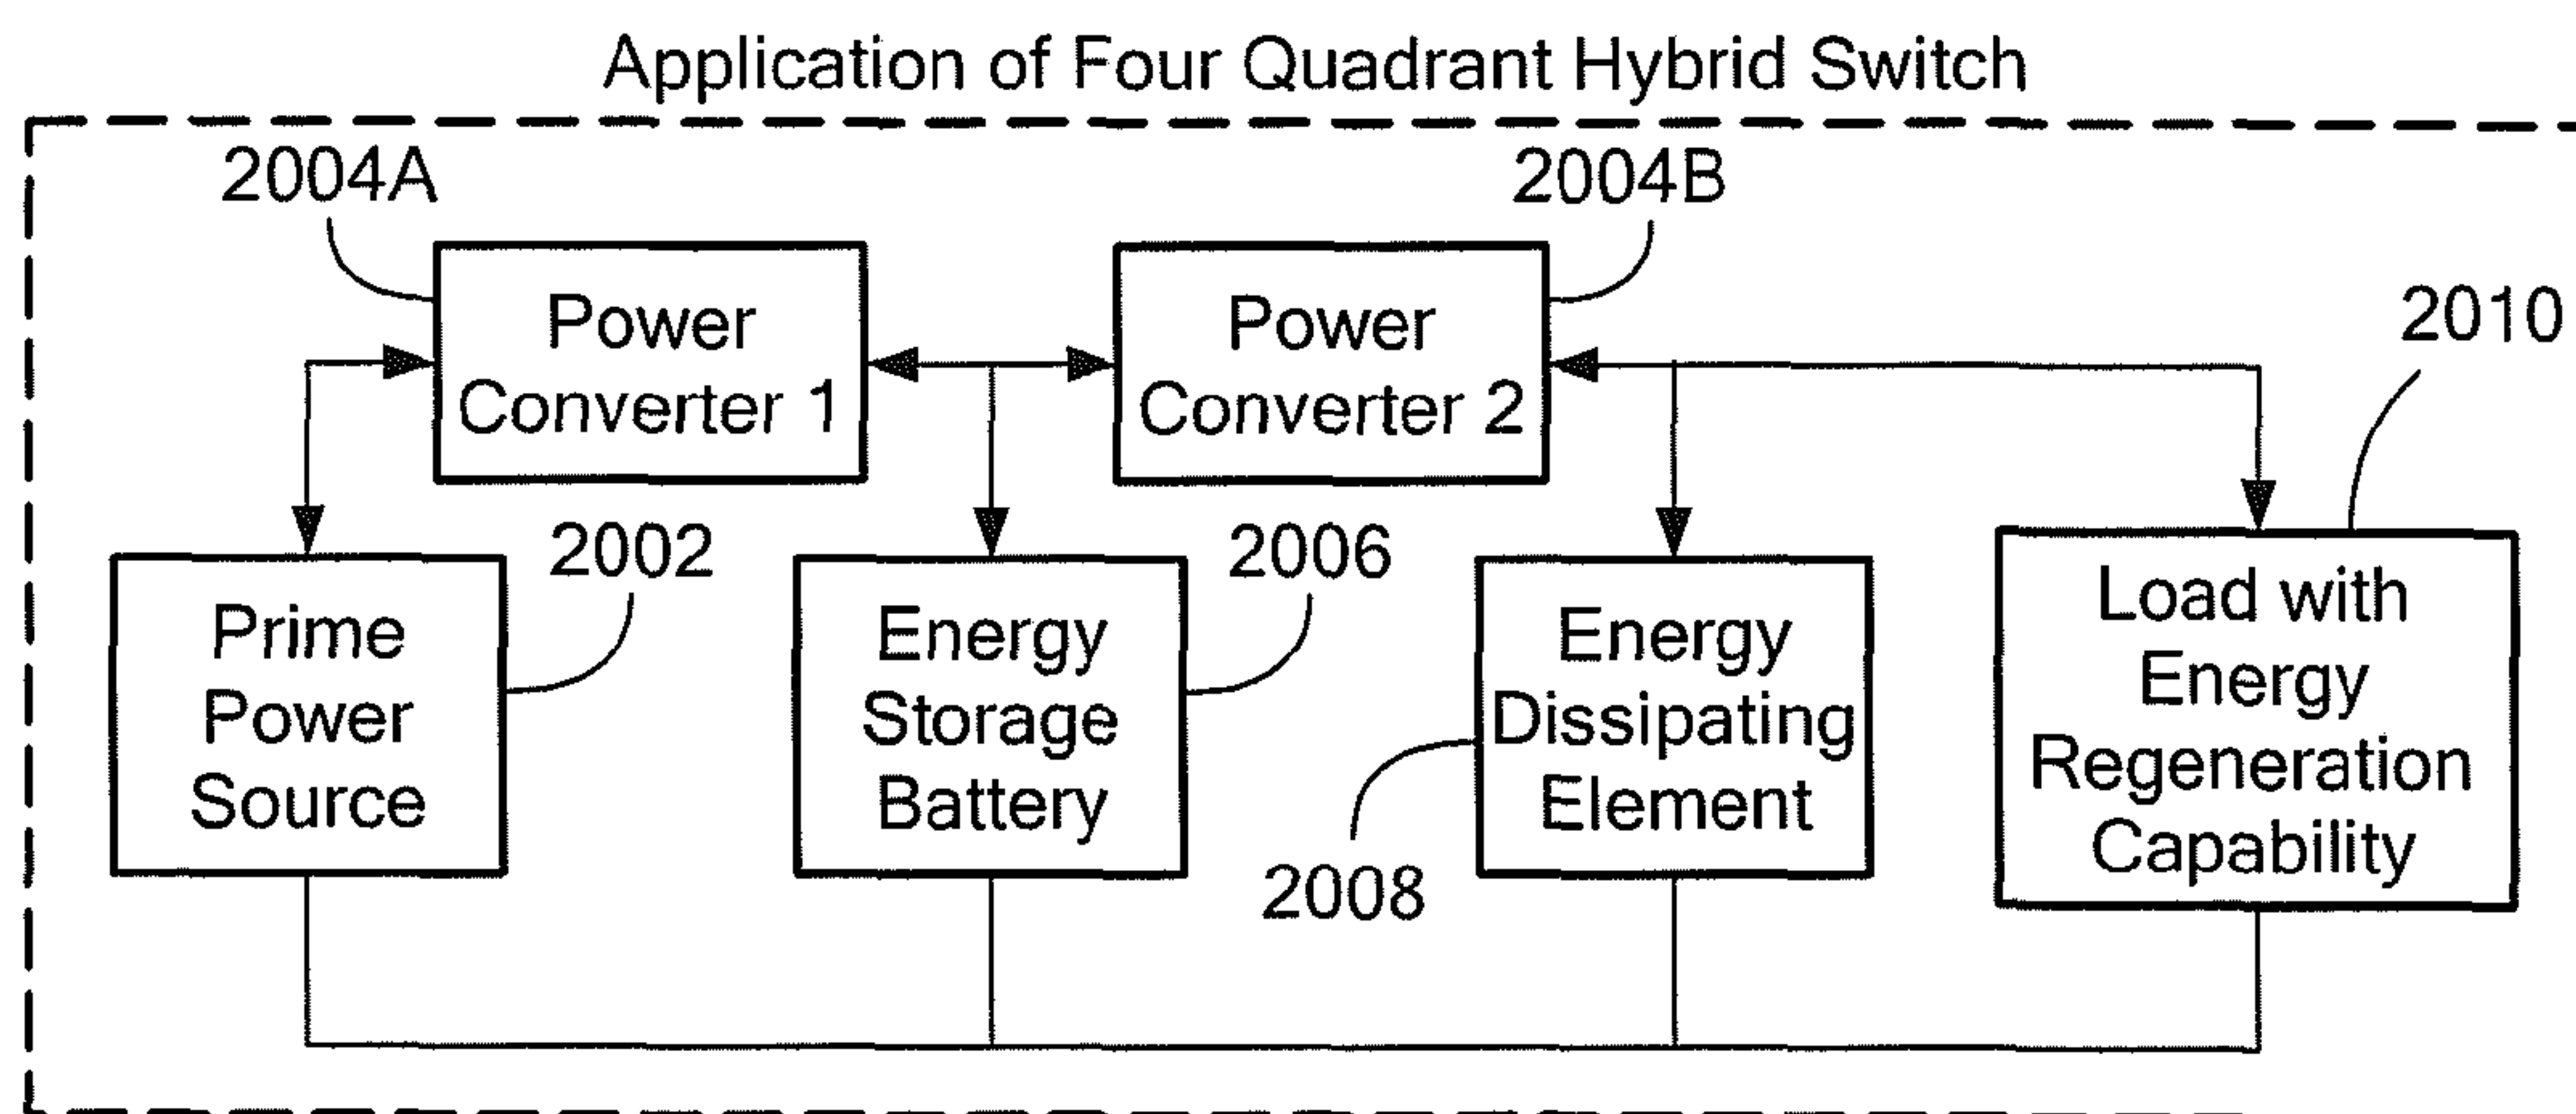 Application of Four Quadrant Hybrid Switch
2004A
2004B
Power
Converter 1
Power
Converter 2
2010
2002
2006
Prime
Power
Source
Energy
Storage
Battery
Energy
Dissipating
Element
2008
Load with
Energy
Regeneration
Capability